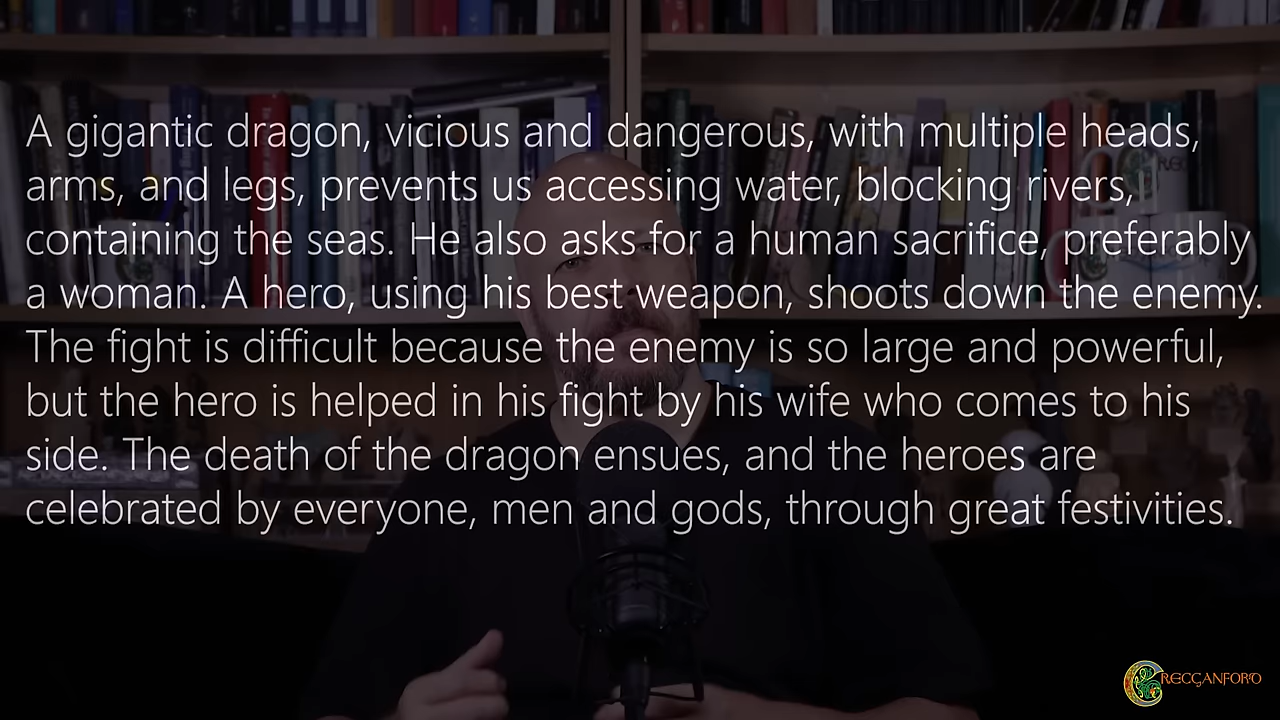 A gigantic dragon, vicious and dangerous, with multiple heads,
arms, and legs, prevents us accessing water, blocking rivers,
containing the seas. He also asks for a human sacrifice, preferably
a woman. A hero, using his best weapon, shoots down the enemy.
The fight is difficult because the enemy is so large and powerful,
but the hero is helped in his fight by his wife who comes to his
side. The death of the dragon ensues, and the heroes are
celebrated by everyone, men and gods, through great festivities.
CRECGANFORD